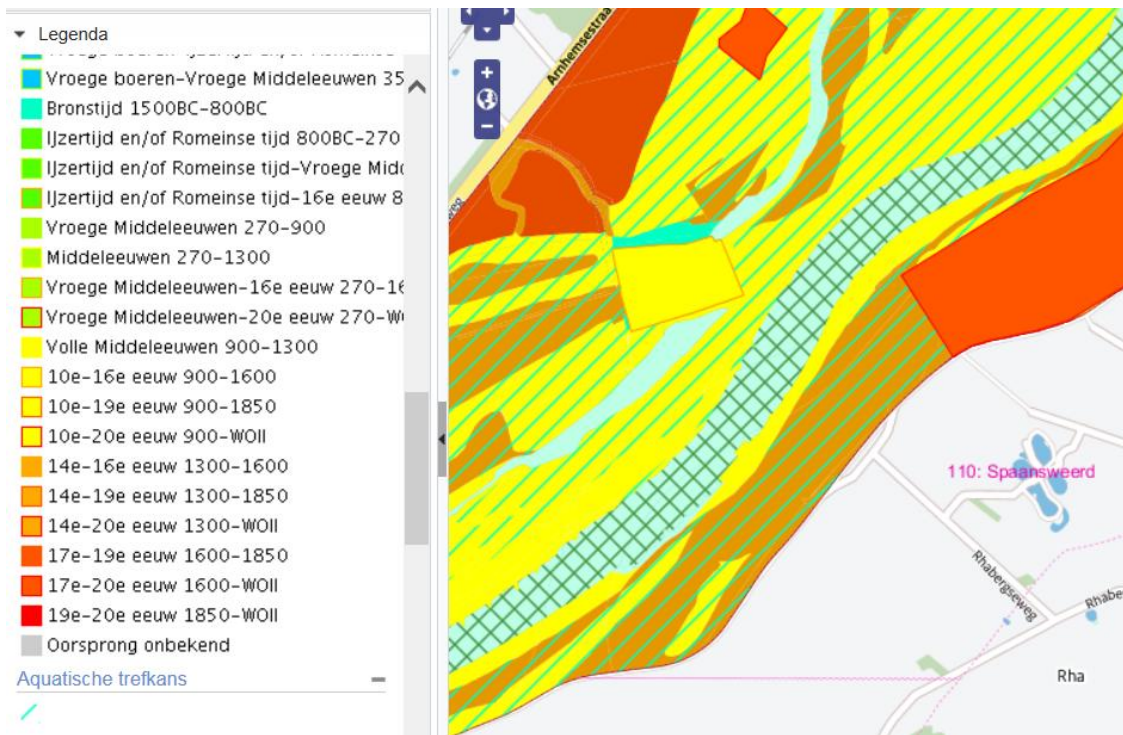 Legenda
Vroege boeren-Vroege Middeleeuwen 35
Bronstijd 1500BC-800BC
IJzertijd en/of Romeinse tijd 800BC-270
IJzertijd en/of Romeinse tijd-Vroege Midd
IJzertijd en/of Romeinse tijd-16e eeuw 8
Vroege Middeleeuwen 270-900
Middeleeuwen 270-1300
Vroege Middeleeuwen-16e eeuw 270-16
Vroege Middeleeuwen-20e eeuw 270-WO
Volle Middeleeuwen 900-1300
10e-16e eeuw 900-1600
10e-19e eeuw 900-1850
10e-20e eeuw 900-WOII
14e-16e eeuw 1300-1600
14e-19e eeuw 1300-1850
14e-20e eeuw 1300-WOII
17e-19e eeuw 1600-1850
17e-20e eeuw 1600-WOII
19e-20e eeuw 1850-WOII
Oorsprong onbekend
Aquatische trefkans
Arnhemsestraa
weg
110: Spaansweerd
Rhabergseweg
Rhabe
Rha